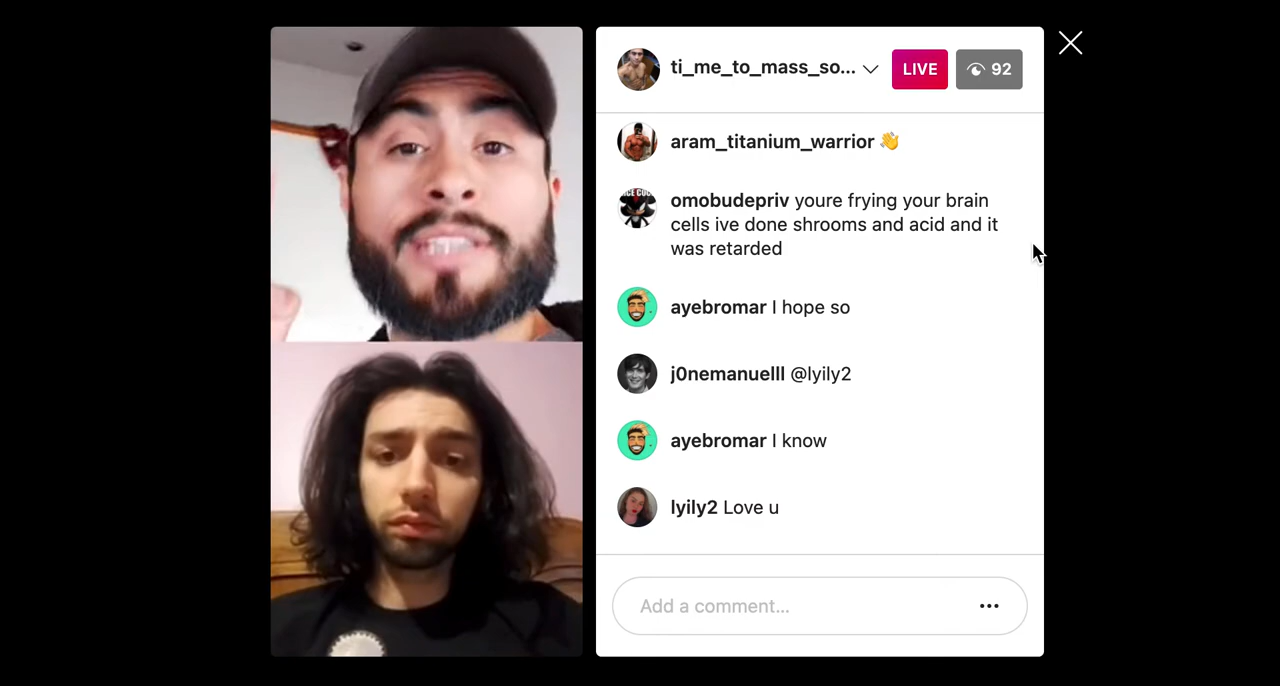 ti_me_to_mass_so... LIVE 92
aram_titanium_warrior 👋
omobudepriv youre frying your brain
cells ive done shrooms and acid and it
was retarded
ayebromar I hope so
j0nemanuelll @lyily2
ayebromar I know
lyily2 Love u
Add a comment...